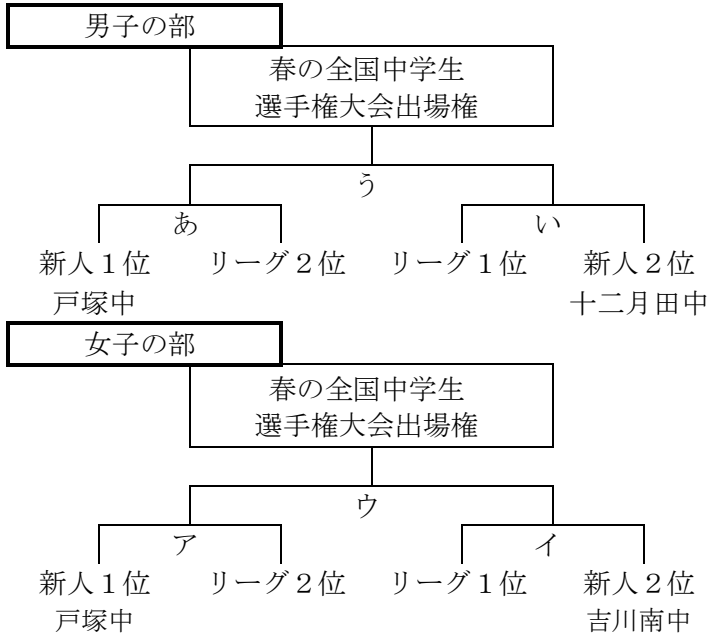 男子の部
春の全国中学生
選手権大会出場権
う
あ い
新人１位 リーグ２位 リーグ１位 新人２位
戸塚中 十二月田中
女子の部
春の全国中学生
選手権大会出場権
ウ
ア イ
新人１位 リーグ２位 リーグ１位 新人２位
戸塚中 吉川南中